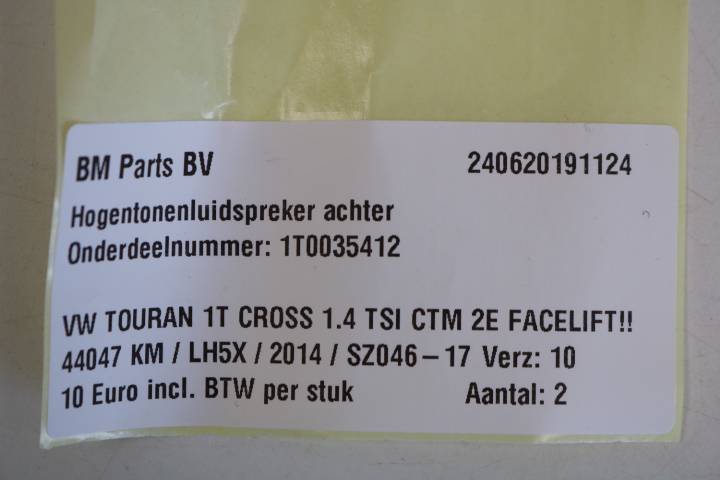 BM Parts BV 240620191124
Hogentonenluidspreker achter
Onderdeelnummer: 1T0035412
VW TOURAN 1T CROSS 1.4 TSI CTM 2E FACELIFT!!
44047 KM / LH5X / 2014 / SZ046-17 Verz: 10
10 Euro incl. BTW per stuk Aantal: 2